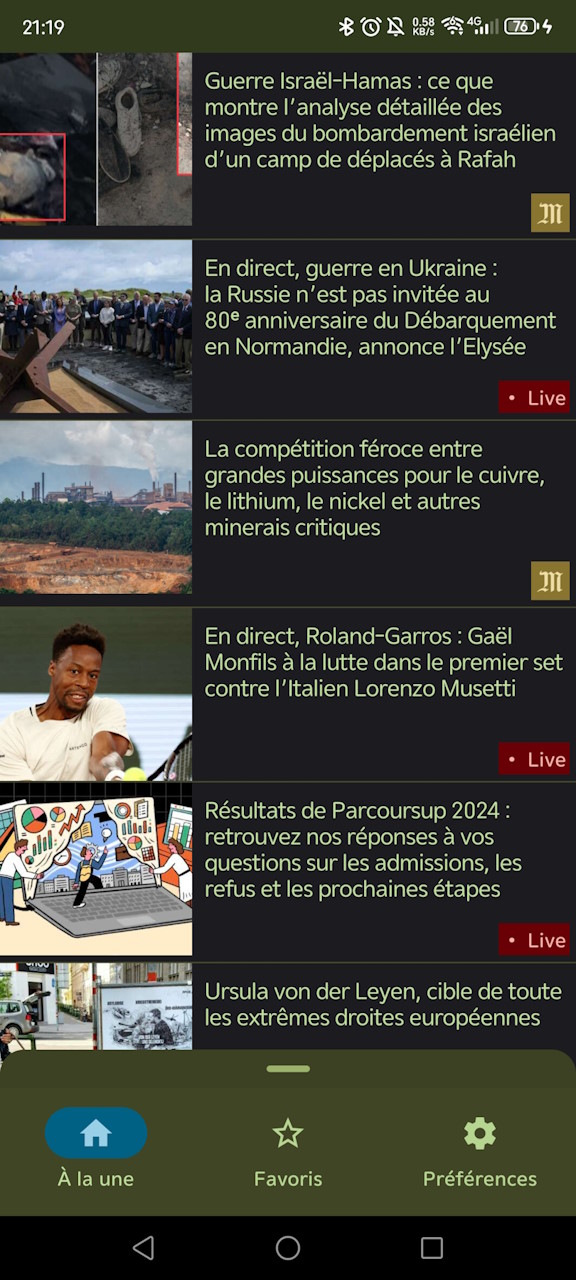 21:19
0.58
KB/s
4G
76
Guerre Israël-Hamas : ce que
montre l’analyse détaillée des
images du bombardement israélien
d’un camp de déplacés à Rafah
M
En direct, guerre en Ukraine :
la Russie n’est pas invitée au
80ᵉ anniversaire du Débarquement
en Normandie, annonce l’Elysée
• Live
La compétition féroce entre
grandes puissances pour le cuivre,
le lithium, le nickel et autres
minerais critiques
M
En direct, Roland-Garros : Gaël
Monfils à la lutte dans le premier set
contre l’Italien Lorenzo Musetti
• Live
Résultats de Parcoursup 2024 :
retrouvez nos réponses à vos
questions sur les admissions, les
refus et les prochaines étapes
• Live
Ursula von der Leyen, cible de toute
les extrêmes droites européennes
À la une
Favoris
Préférences